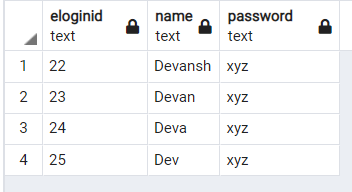 eloginid name password
text text text
1 22 Devansh xyz
2 23 Devan xyz
3 24 Deva xyz
4 25 Dev xyz